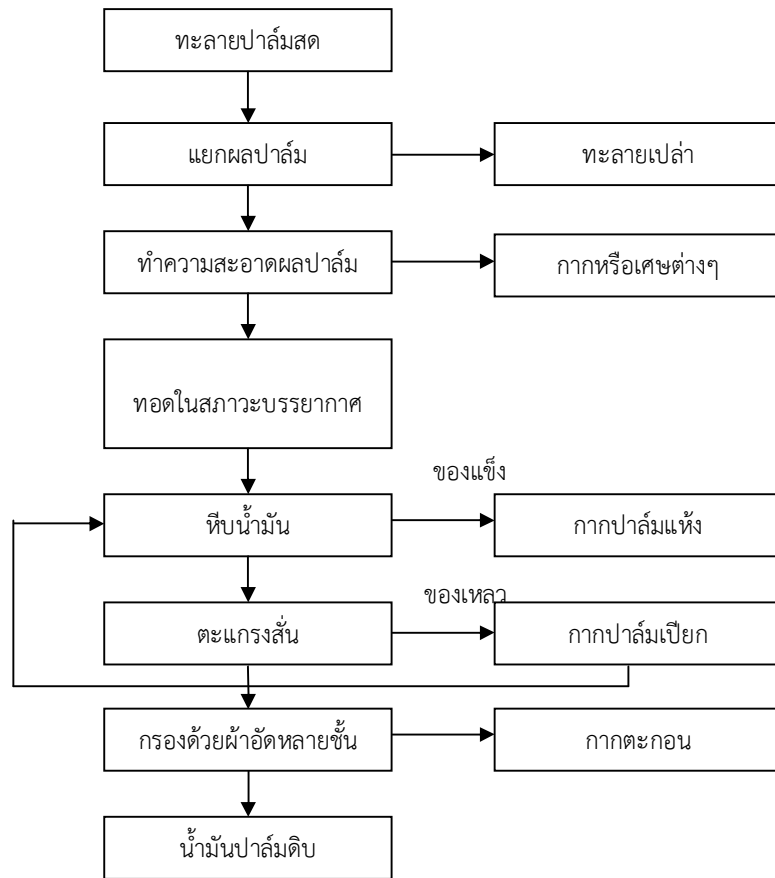 ทะลายปาล์มสด
แยกผลปาล์ม
ทะลายเปล่า
ทำความสะอาดผลปาล์ม
กากหรือเศษต่างๆ
ทอดในสภาวะบรรยากาศ
ของแข็ง
หีบน้ำมัน
กากปาล์มแห้ง
ของเหลว
ตะแกรงสั่น
กากปาล์มเปียก
กรองด้วยผ้าอัดหลายชั้น
กากตะกอน
น้ำมันปาล์มดิบ